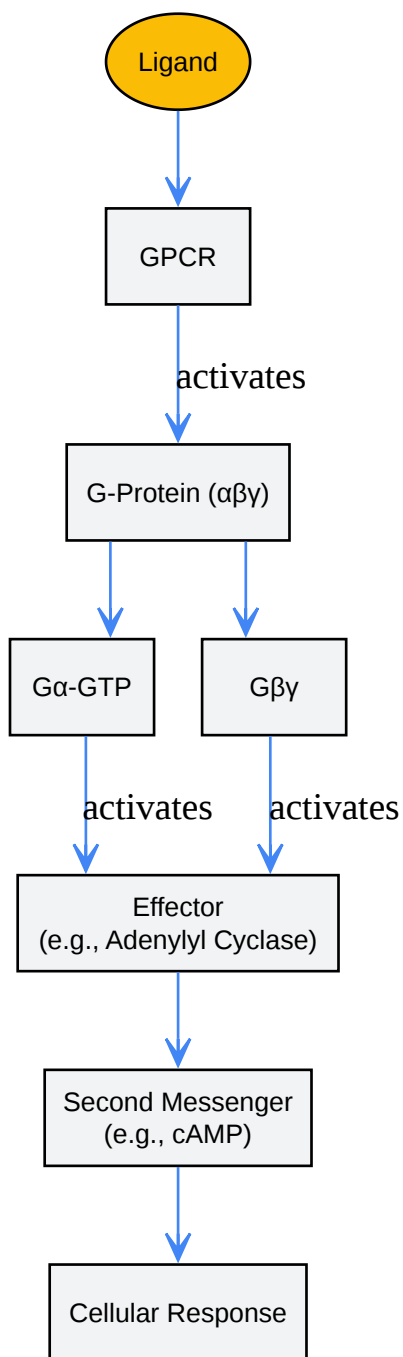 Ligand
GPCR
activates
G-Protein (αβγ)
Gα-GTP
Gβγ
activates
activates
Effector
(e.g., Adenylyl Cyclase)
Second Messenger
(e.g., cAMP)
Cellular Response